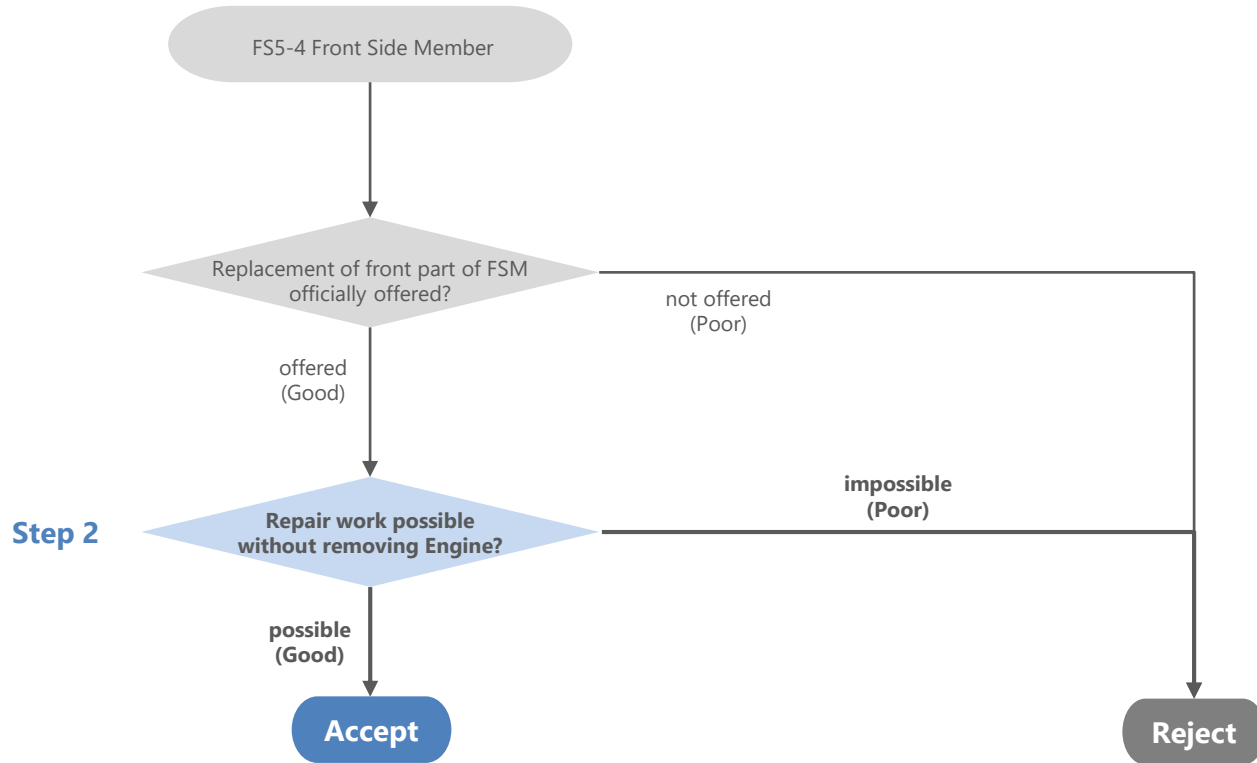 FS5-4 Front Side Member
Replacement of front part of FSM
officially offered?
not offered
(Poor)
offered
(Good)
impossible
(Poor)
Step 2
Repair work possible
without removing Engine?
possible
(Good)
Accept
Reject